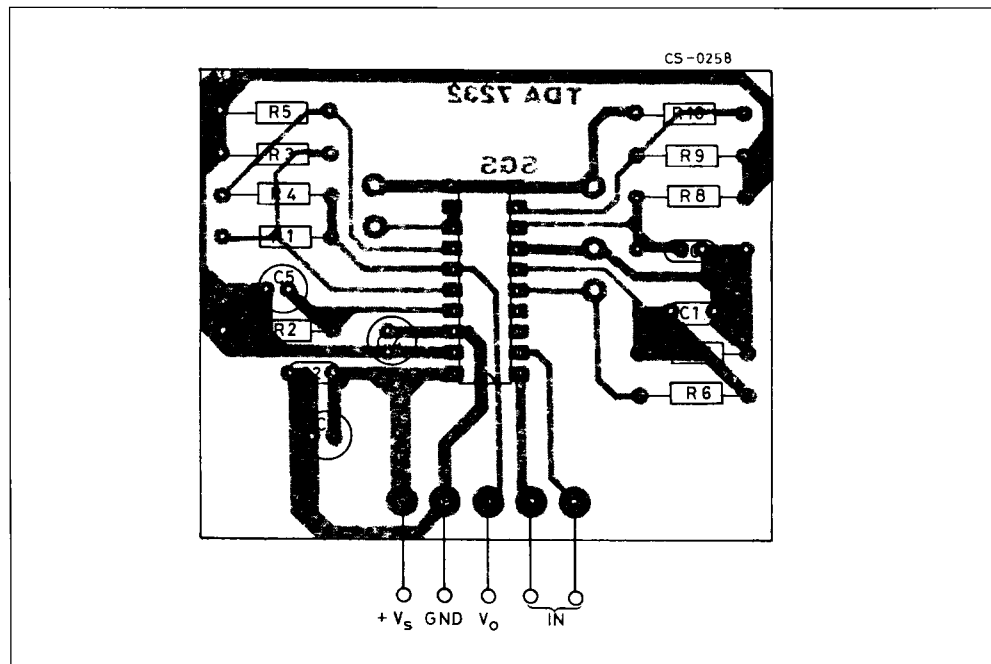 CS-0258
TDA 7232
SGS
R5
R10
R3
R9
R4
R8
R1
C5
C1
R2
R6
+ Vs GND Vo IN